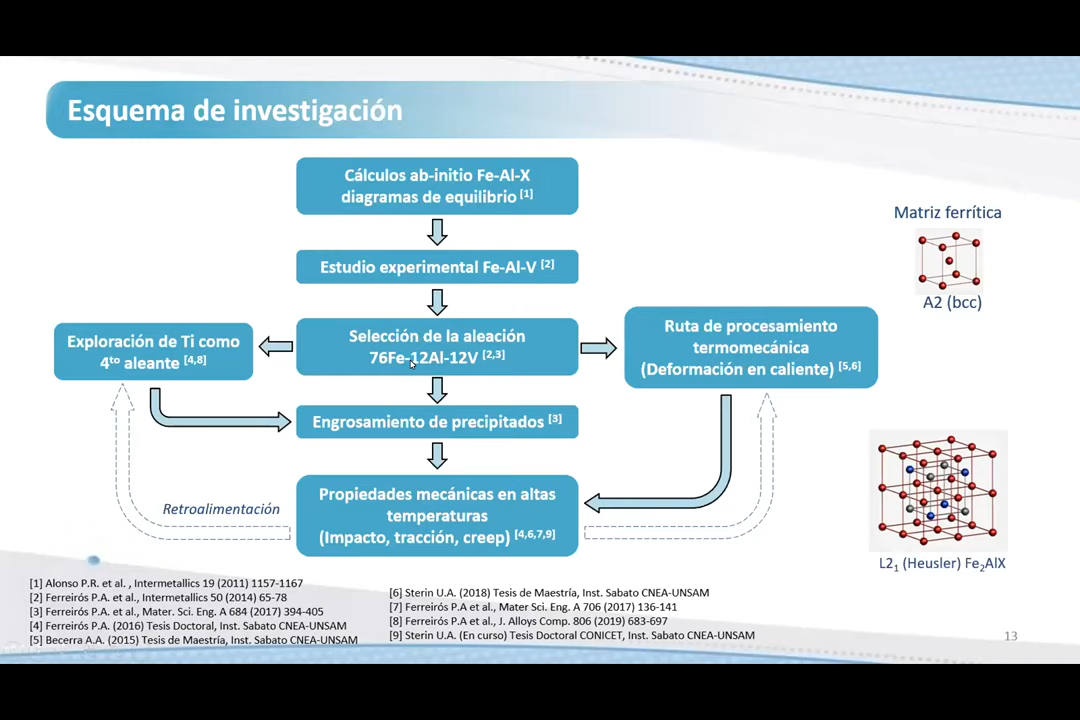 Esquema de investigación
Cálculos ab-initio Fe-Al-X
diagramas de equilibrio [1]
Estudio experimental Fe-Al-V [2]
Selección de la aleación
76Fe-12Al-12V [2,3]
Exploración de Ti como
4to aleante [4,8]
Ruta de procesamiento
termomecánica
(Deformación en caliente) [5,6]
Engrosamiento de precipitados [3]
Propiedades mecánicas en altas
temperaturas
(Impacto, tracción, creep) [4,6,7,9]
Retroalimentación
Matriz ferrítica
A2 (bcc)
L21 (Heusler) Fe2AlX
[1] Alonso P.R. et al. , Intermetallics 19 (2011) 1157-1167
[2] Ferreirós P.A. et al., Intermetallics 50 (2014) 65-78
[3] Ferreirós P.A. et al., Mater. Sci. Eng. A 684 (2017) 394-405
[4] Ferreirós P.A. (2016) Tesis Doctoral, Inst. Sabato CNEA-UNSAM
[5] Becerra A.A. (2015) Tesis de Maestría, Inst. Sabato CNEA-UNSAM
[6] Sterin U.A. (2018) Tesis de Maestría, Inst. Sabato CNEA-UNSAM
[7] Ferreirós P.A et al., Mater Sci. Eng. A 706 (2017) 136-141
[8] Ferreirós P.A et al., J. Alloys Comp. 806 (2019) 683-697
[9] Sterin U.A. (En curso) Tesis Doctoral CONICET, Inst. Sabato CNEA-UNSAM
13